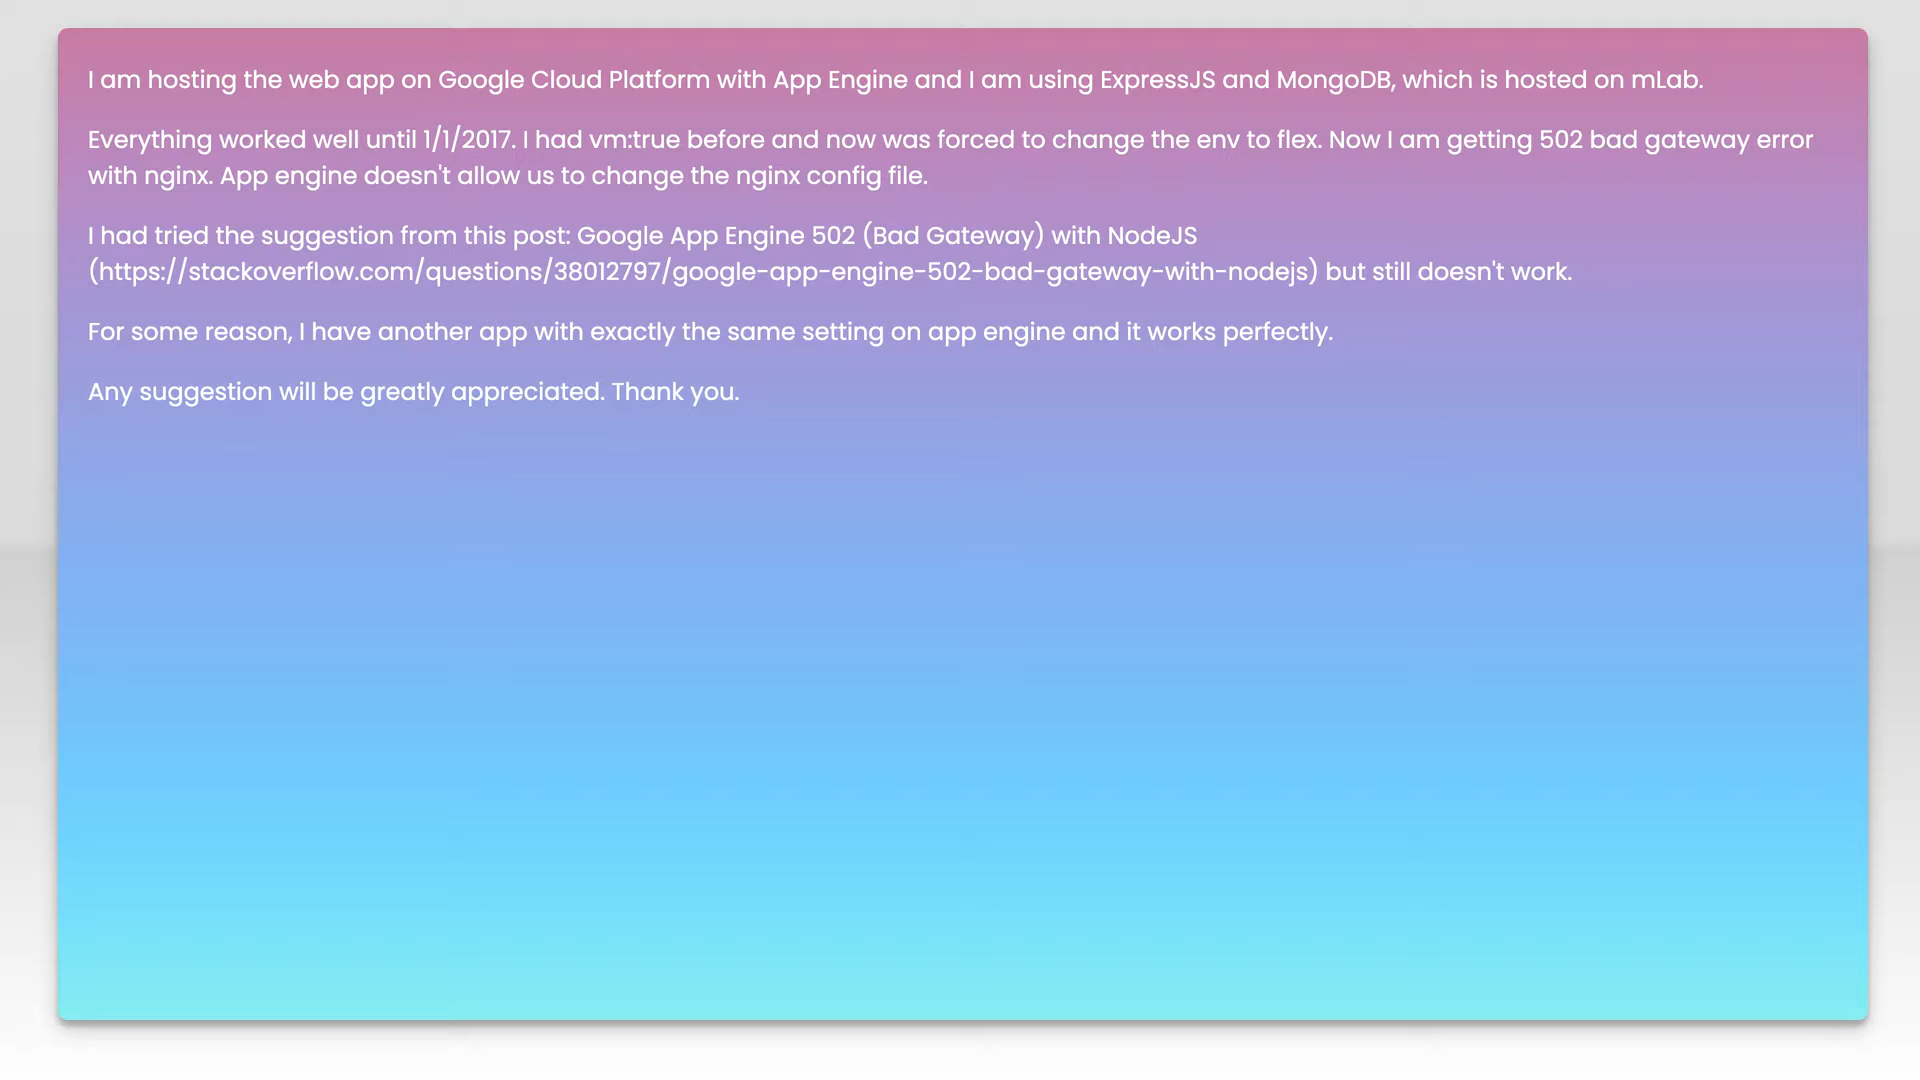 I am hosting the web app on Google Cloud Platform with App Engine and I am using ExpressJS and MongoDB, which is hosted on mLab.
Everything worked well until 1/1/2017. I had vm:true before and now was forced to change the env to flex. Now I am getting 502 bad gateway error
with nginx. App engine doesn't allow us to change the nginx config file.
I had tried the suggestion from this post: Google App Engine 502 (Bad Gateway) with NodeJS
(https://stackoverflow.com/questions/38012797/google-app-engine-502-bad-gateway-with-nodejs) but still doesn't work.
For some reason, I have another app with exactly the same setting on app engine and it works perfectly.
Any suggestion will be greatly appreciated. Thank you.